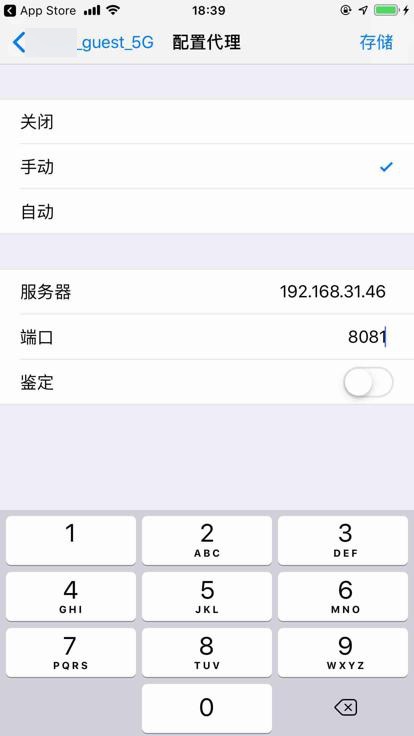 App Store 18:39
_guest_5G 配置代理 存储
关闭
手动
自动
服务器 192.168.31.46
端口 8081
鉴定
1 2 3
ABC DEF
4 5 6
GHI JKL MNO
7 8 9
PQRS TUV WXYZ
0